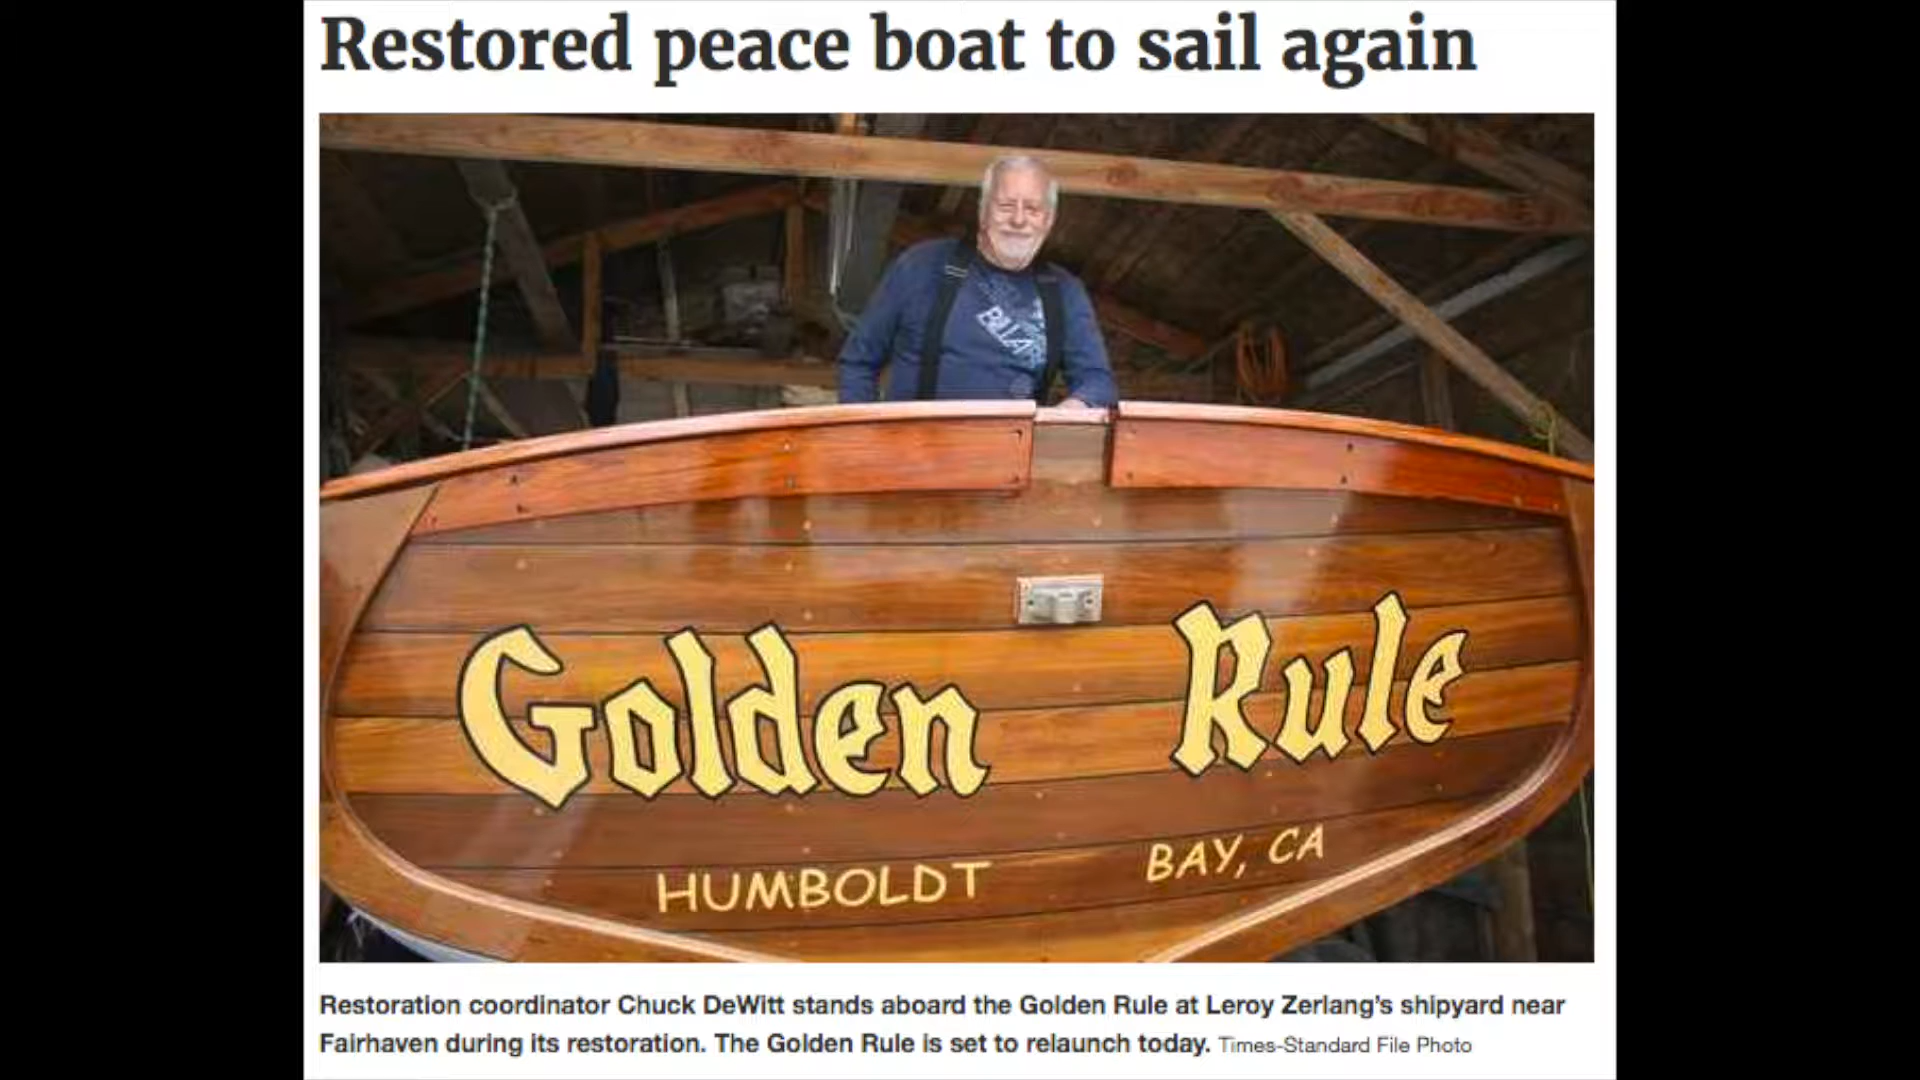 Restored peace boat to sail again
BILLA
Golden Rule
HUMBOLDT BAY, CA
Restoration coordinator Chuck DeWitt stands aboard the Golden Rule at Leroy Zerlang's shipyard near
Fairhaven during its restoration. The Golden Rule is set to relaunch today. Times-Standard File Photo